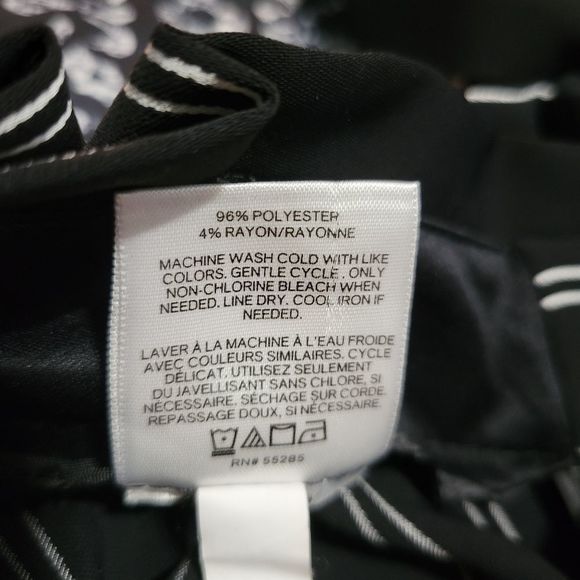 96% POLYESTER
4% RAYON/RAYONNE
MACHINE WASH COLD WITH LIKE
COLORS. GENTLE CYCLE. ONLY
NON-CHLORINE BLEACH WHEN
NEEDED. LINE DRY. COOL IRON IF
NEEDED.
LAVER À LA MACHINE À L'EAU FROIDE
AVEC COULEURS SIMILAIRES. CYCLE
DÉLICAT. UTILISEZ SEULEMENT
DU JAVELLISANT SANS CHLORE, SI
NÉCESSAIRE. SÉCHAGE SUR CORDE.
REPASSAGE DOUX, SI NÉCESSAIRE.
RN# 55285